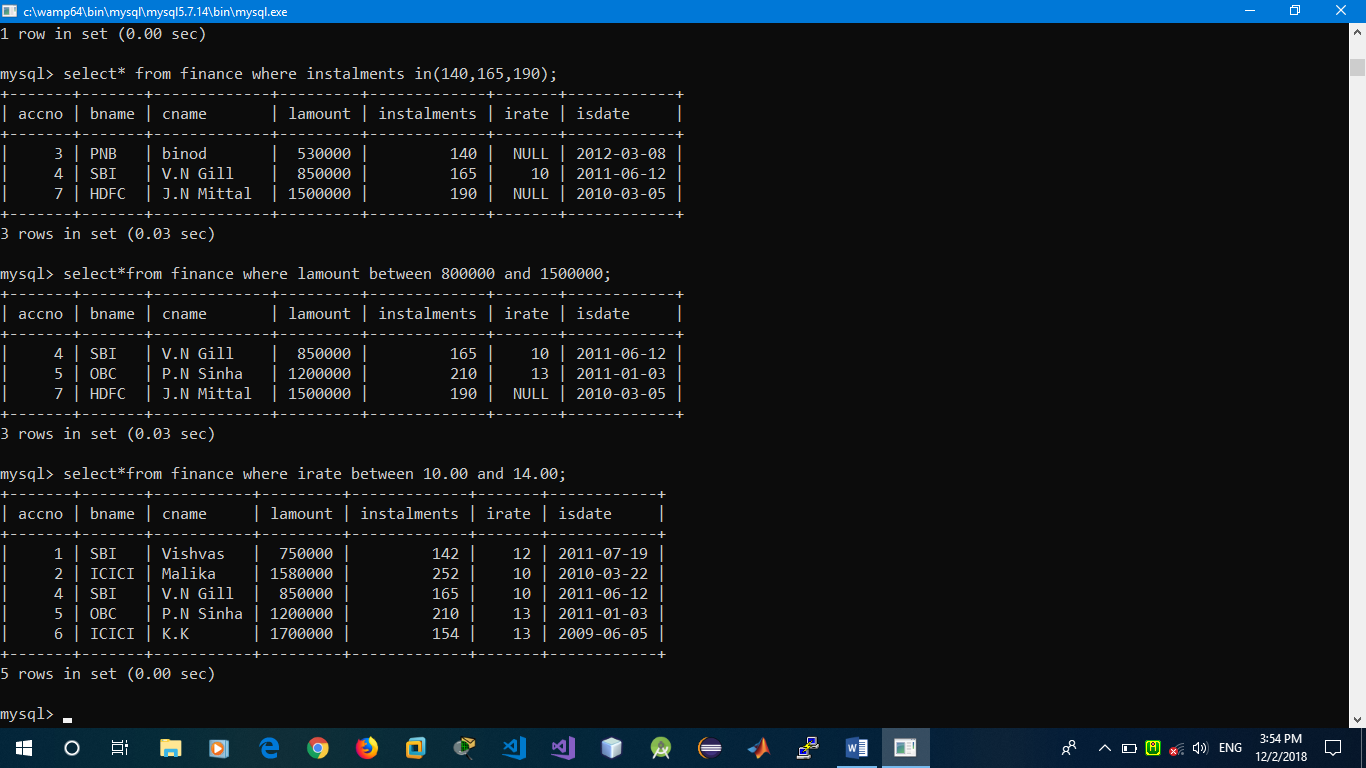 c:\wamp64\bin\mysql\mysql5.7.14\bin\mysql.exe
1 row in set (0.00 sec)

mysql> select* from finance where instalments in(140,165,190);
+-------+-------+-------------+---------+-------------+-------+------------+
| accno | bname | cname       | lamount | instalments | irate | isdate     |
+-------+-------+-------------+---------+-------------+-------+------------+
|     3 | PNB   | binod       |  530000 |         140 |  NULL | 2012-03-08 |
|     4 | SBI   | V.N Gill    |  850000 |         165 |    10 | 2011-06-12 |
|     7 | HDFC  | J.N Mittal  | 1500000 |         190 |  NULL | 2010-03-05 |
+-------+-------+-------------+---------+-------------+-------+------------+
3 rows in set (0.03 sec)

mysql> select*from finance where lamount between 800000 and 1500000;
+-------+-------+-------------+---------+-------------+-------+------------+
| accno | bname | cname       | lamount | instalments | irate | isdate     |
+-------+-------+-------------+---------+-------------+-------+------------+
|     4 | SBI   | V.N Gill    |  850000 |         165 |    10 | 2011-06-12 |
|     5 | OBC   | P.N Sinha   | 1200000 |         210 |    13 | 2011-01-03 |
|     7 | HDFC  | J.N Mittal  | 1500000 |         190 |  NULL | 2010-03-05 |
+-------+-------+-------------+---------+-------------+-------+------------+
3 rows in set (0.03 sec)

mysql> select*from finance where irate between 10.00 and 14.00;
+-------+-------+-----------+---------+-------------+-------+------------+
| accno | bname | cname     | lamount | instalments | irate | isdate     |
+-------+-------+-----------+---------+-------------+-------+------------+
|     1 | SBI   | Vishvas   |  750000 |         142 |    12 | 2011-07-19 |
|     2 | ICICI | Malika    | 1580000 |         252 |    10 | 2010-03-22 |
|     4 | SBI   | V.N Gill  |  850000 |         165 |    10 | 2011-06-12 |
|     5 | OBC   | P.N Sinha | 1200000 |         210 |    13 | 2011-01-03 |
|     6 | ICICI | K.K       | 1700000 |         154 |    13 | 2009-06-05 |
+-------+-------+-----------+---------+-------------+-------+------------+
5 rows in set (0.00 sec)

mysql> _
ENG
3:54 PM
12/2/2018